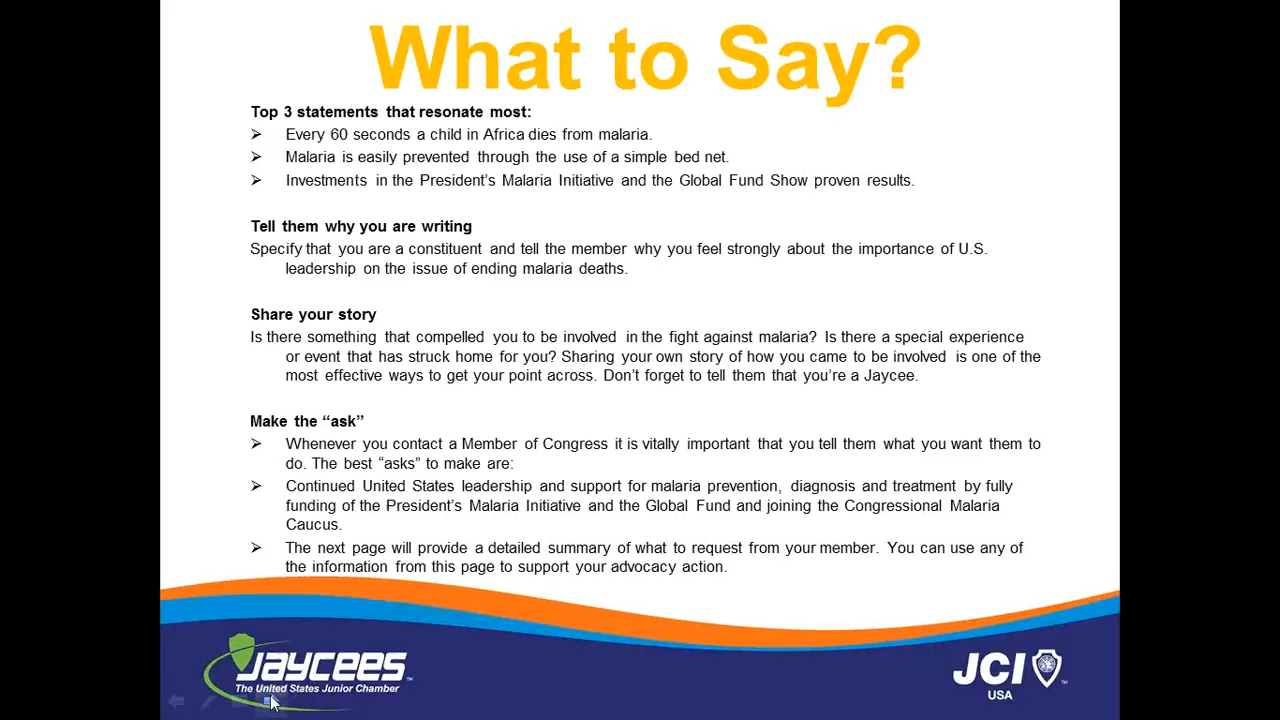 What to Say?
Top 3 statements that resonate most:
➢ Every 60 seconds a child in Africa dies from malaria.
➢ Malaria is easily prevented through the use of a simple bed net.
➢ Investments in the President’s Malaria Initiative and the Global Fund Show proven results.
Tell them why you are writing
Specify that you are a constituent and tell the member why you feel strongly about the importance of U.S.
leadership on the issue of ending malaria deaths.
Share your story
Is there something that compelled you to be involved in the fight against malaria? Is there a special experience
or event that has struck home for you? Sharing your own story of how you came to be involved is one of the
most effective ways to get your point across. Don’t forget to tell them that you’re a Jaycee.
Make the “ask”
➢ Whenever you contact a Member of Congress it is vitally important that you tell them what you want them to
do. The best “asks” to make are:
➢ Continued United States leadership and support for malaria prevention, diagnosis and treatment by fully
funding of the President’s Malaria Initiative and the Global Fund and joining the Congressional Malaria
Caucus.
➢ The next page will provide a detailed summary of what to request from your member. You can use any of
the information from this page to support your advocacy action.
Jaycees
The United States Junior Chamber
JCI
USA